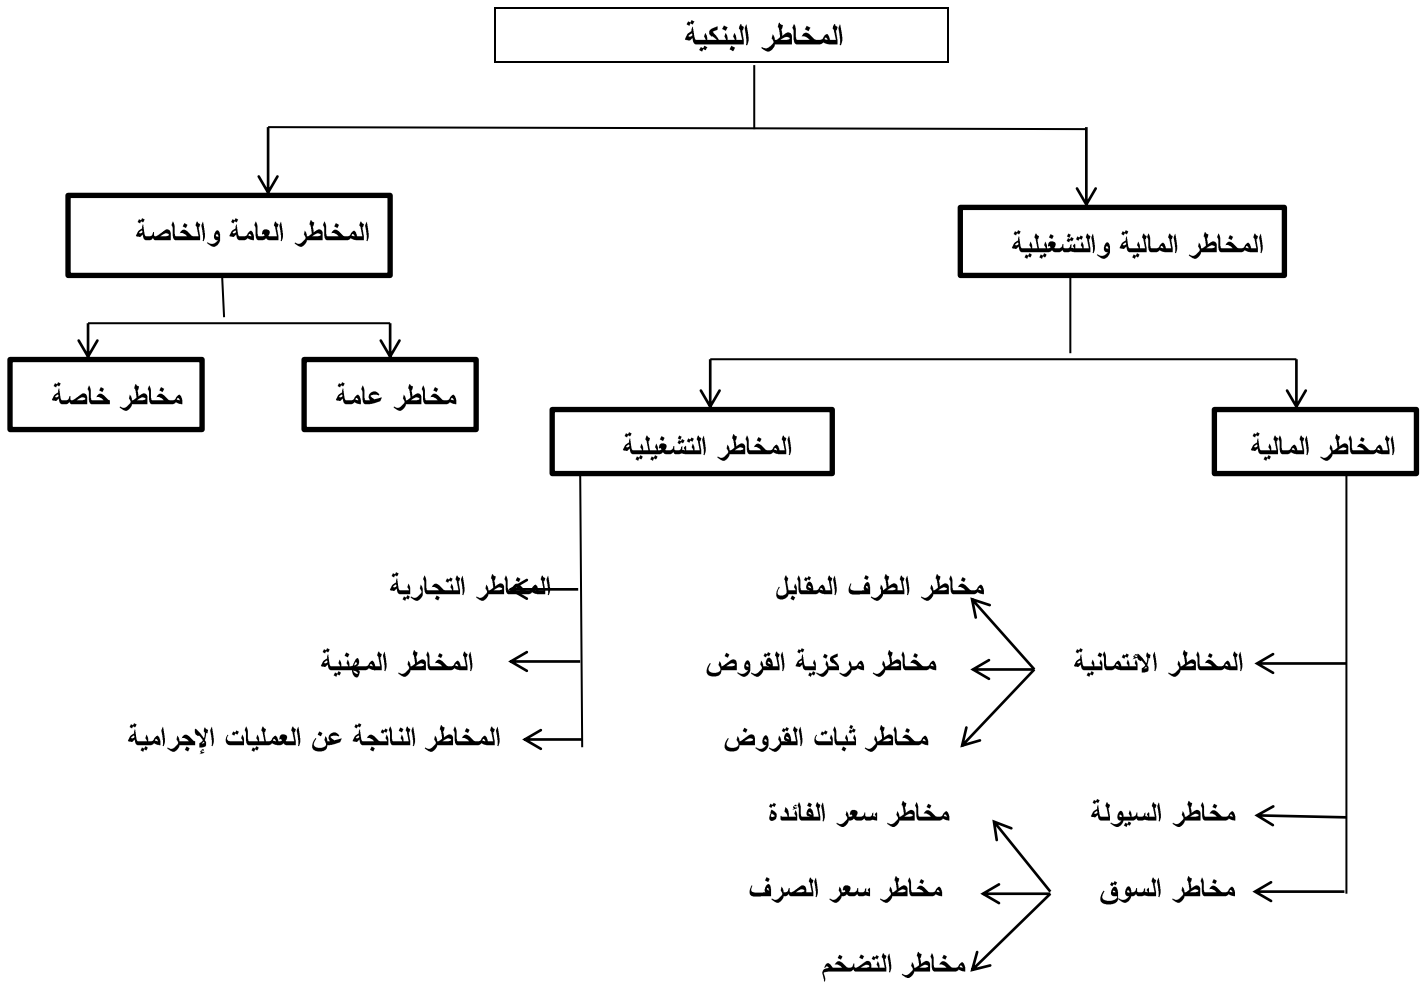 المخاطر البنكية
المخاطر المالية والتشغيلية
المخاطر العامة والخاصة
مخاطر عامة
مخاطر خاصة
المخاطر المالية
المخاطر التشغيلية
المخاطر الائتمانية
مخاطر الطرف المقابل
مخاطر مركزية القروض
مخاطر ثبات القروض
مخاطر السيولة
مخاطر السوق
مخاطر سعر الفائدة
مخاطر سعر الصرف
مخاطر التضخم
المخاطر التجارية
المخاطر المهنية
المخاطر الناتجة عن العمليات الإجرامية